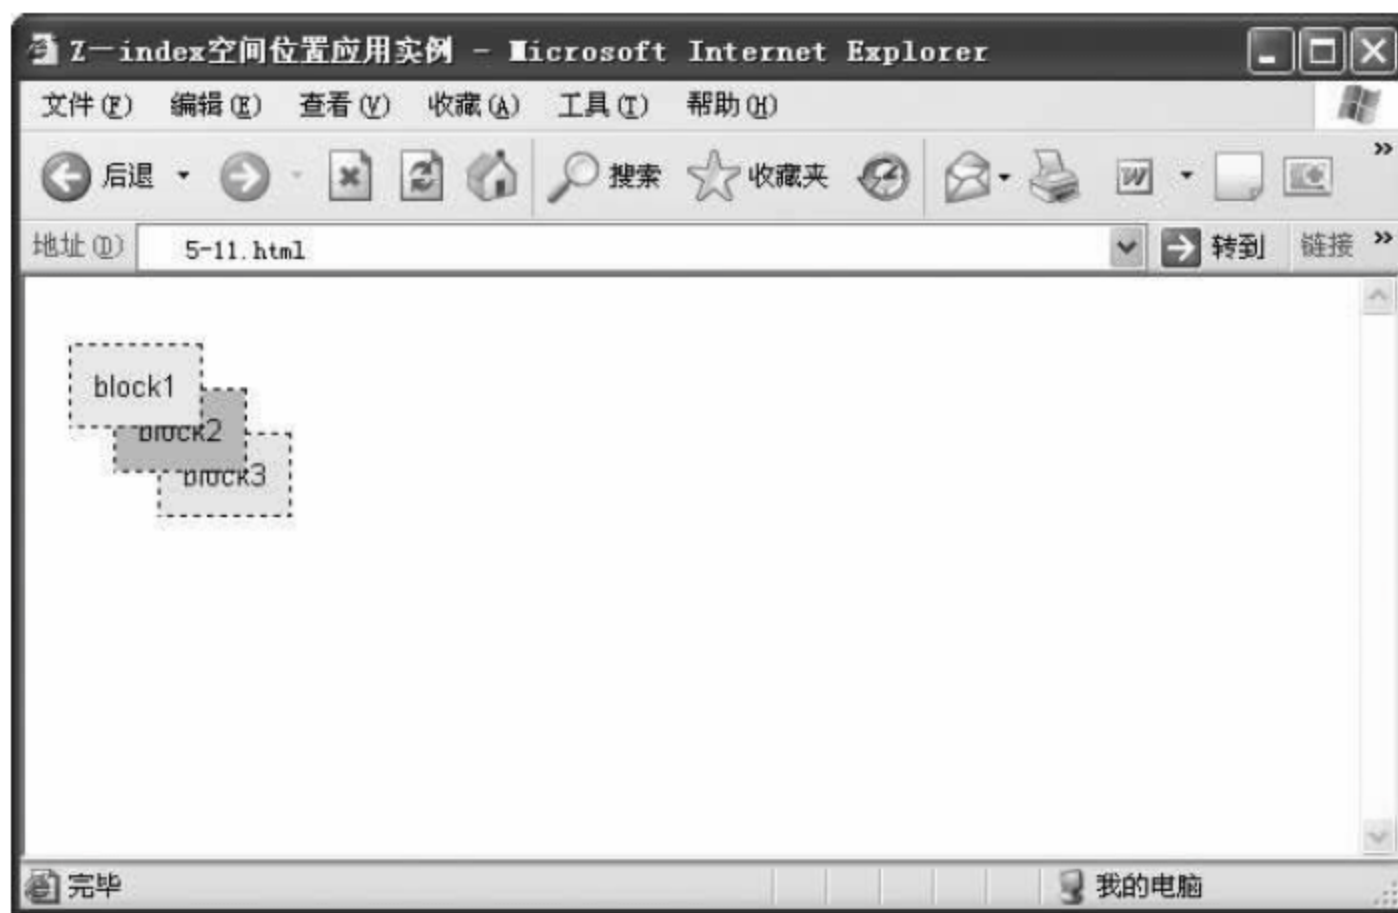 Z－index空间位置应用实例 - Microsoft Internet Explorer
文件(F) 编辑(E) 查看(V) 收藏(A) 工具(T) 帮助(H)
后退 搜索 收藏夹
地址(D) 5-11.html 转到 链接
block1
block2
block3
完毕 我的电脑